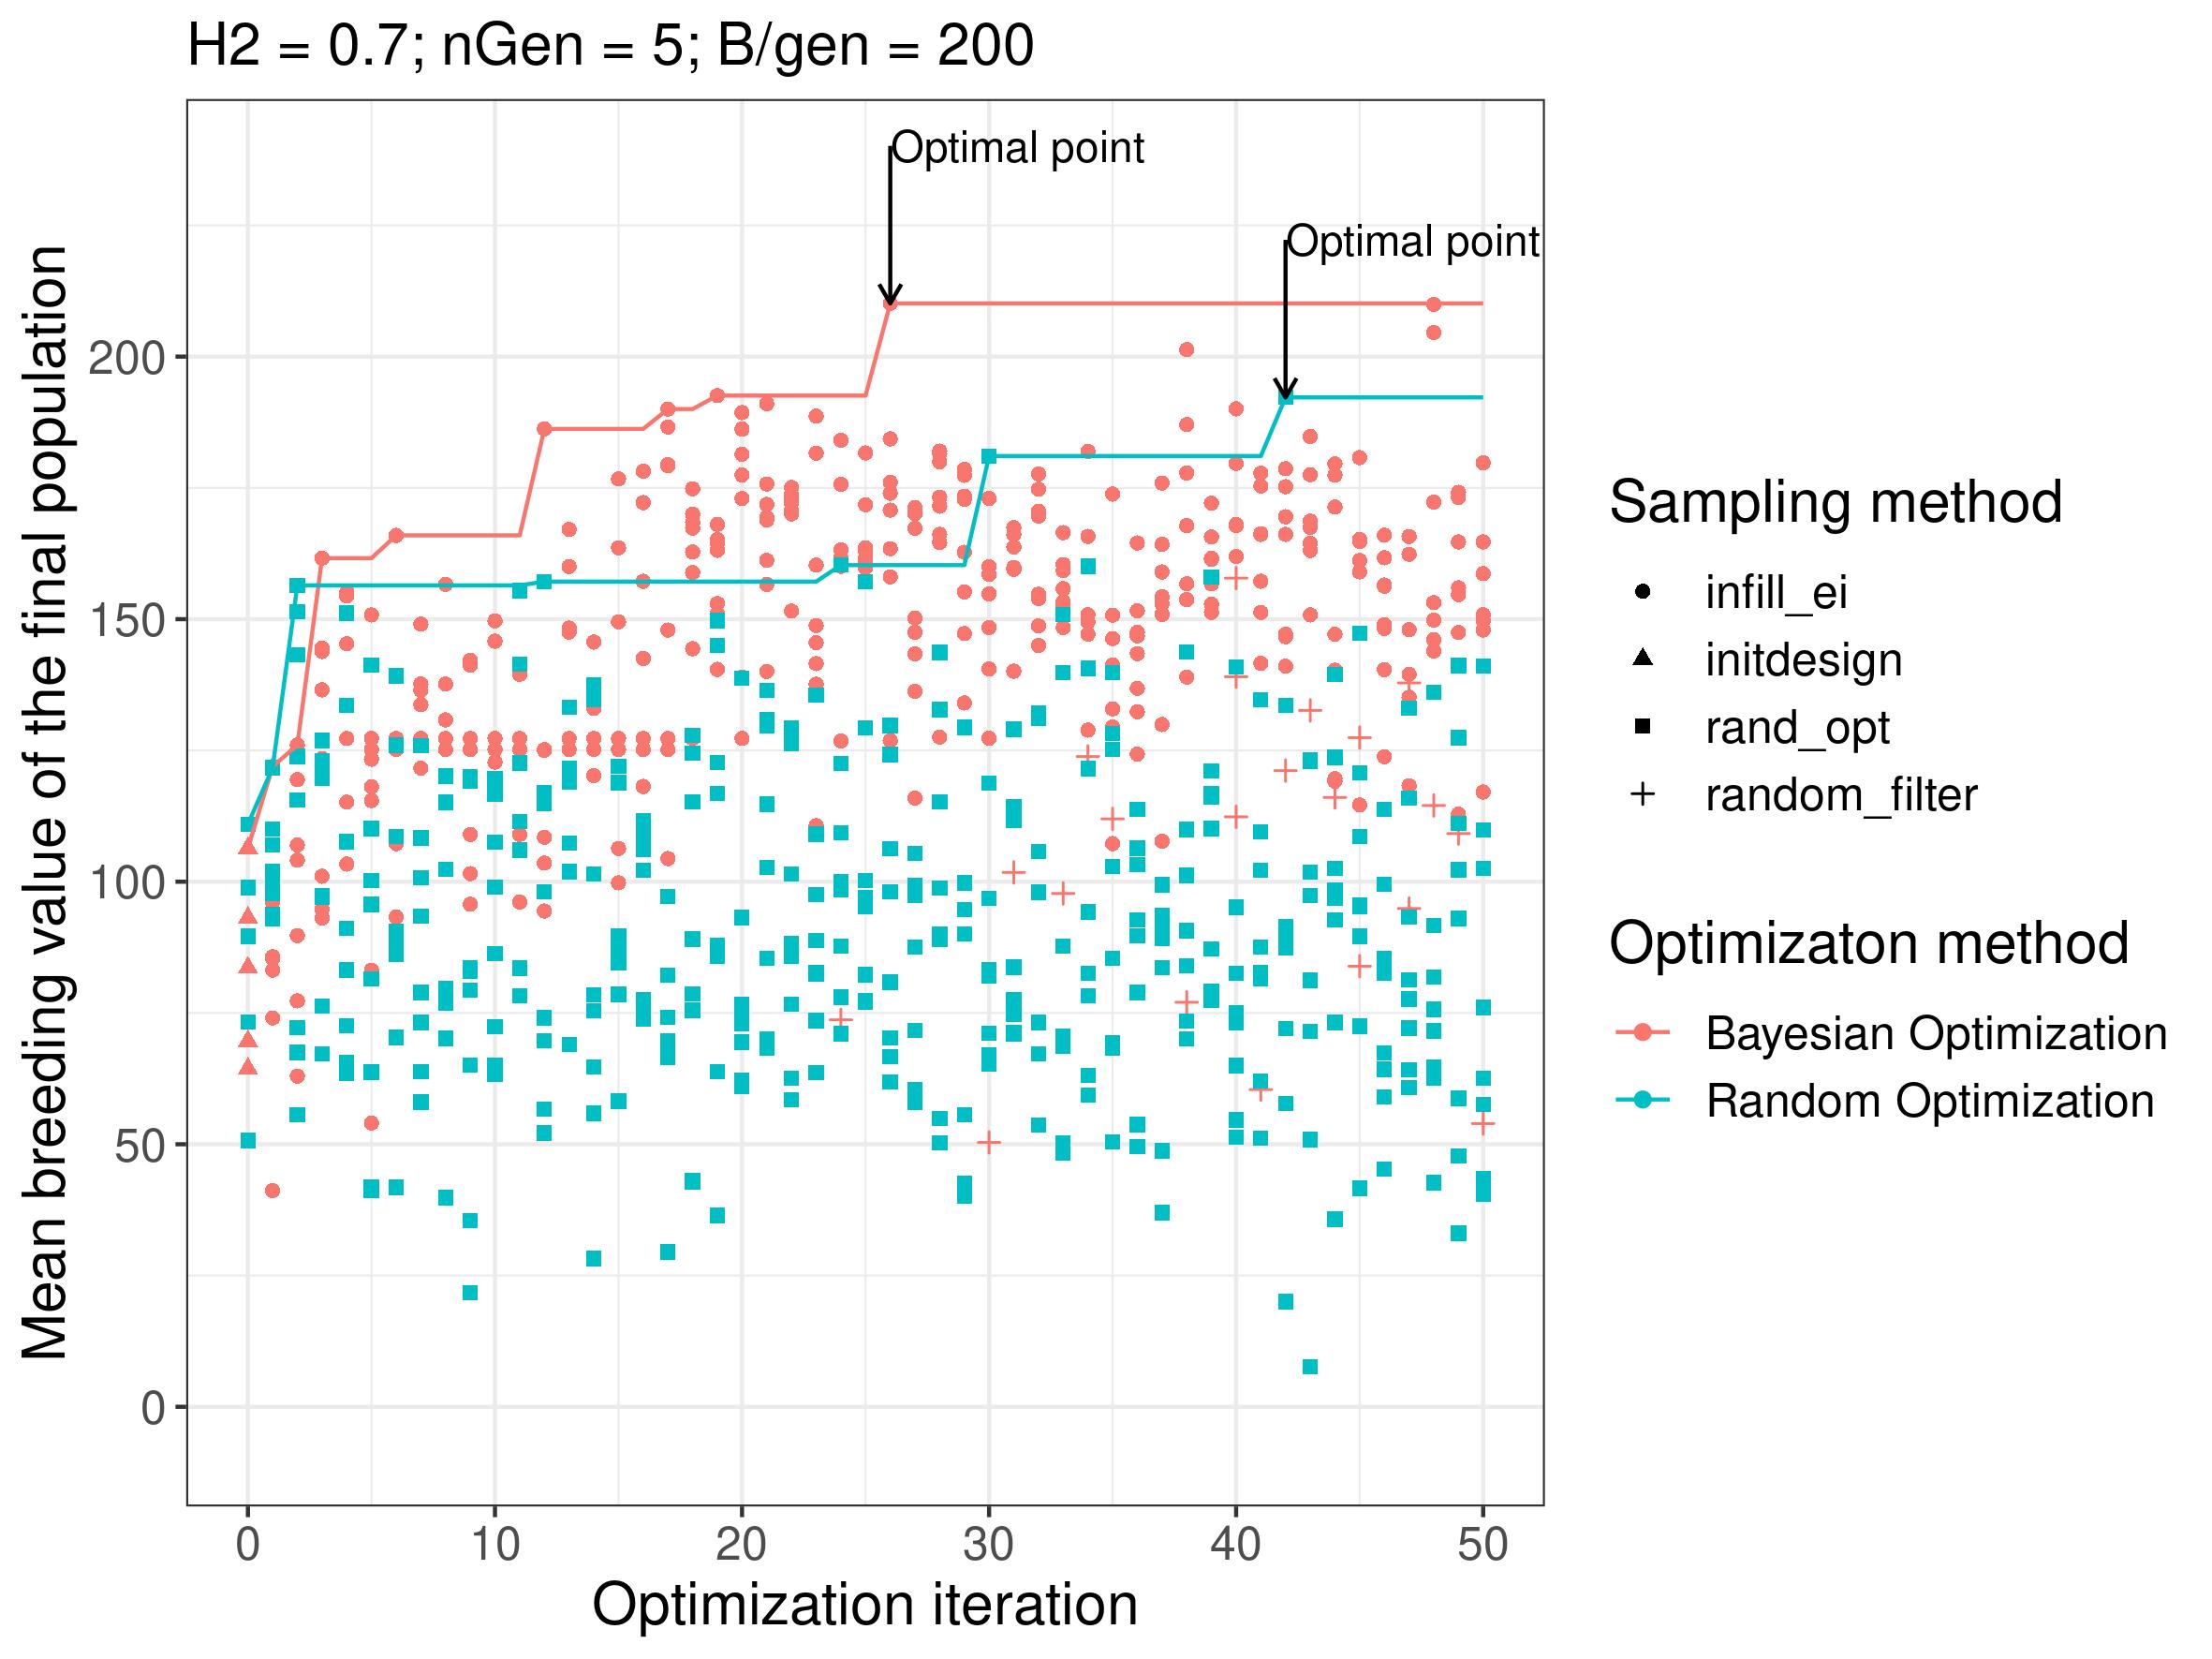 H2 = 0.7; nGen = 5; B/gen = 200
Optimal point
Optimal point
Mean breeding value of the final population
200
150
100
50
0
0 10 20 30 40 50
Optimization iteration
Sampling method
infill_ei
initdesign
rand_opt
random_filter
Optimizaton method
Bayesian Optimization
Random Optimization